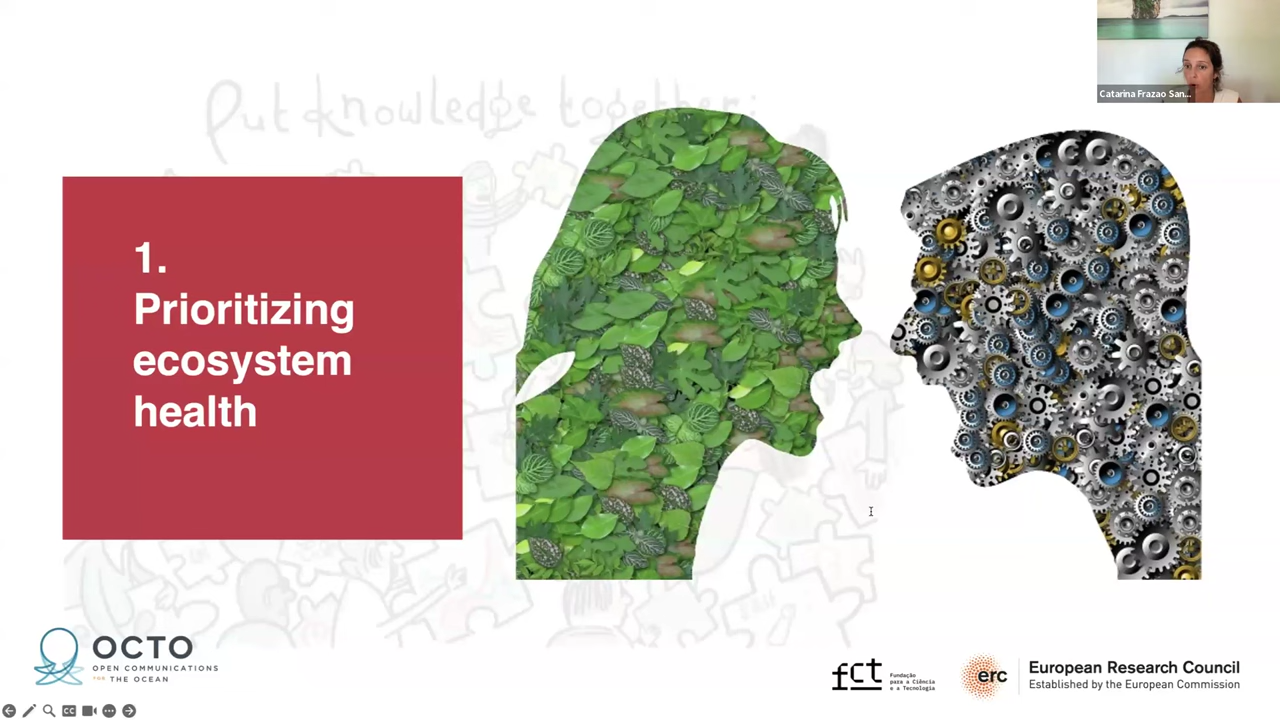 Catarina Frazao San...
Put knowledge together:
1.
Prioritizing
ecosystem
health
OCTO
OPEN COMMUNICATIONS
FOR THE OCEAN
fct
Fundação
para a Ciência
e a Tecnologia
erc
European Research Council
Established by the European Commission
CC